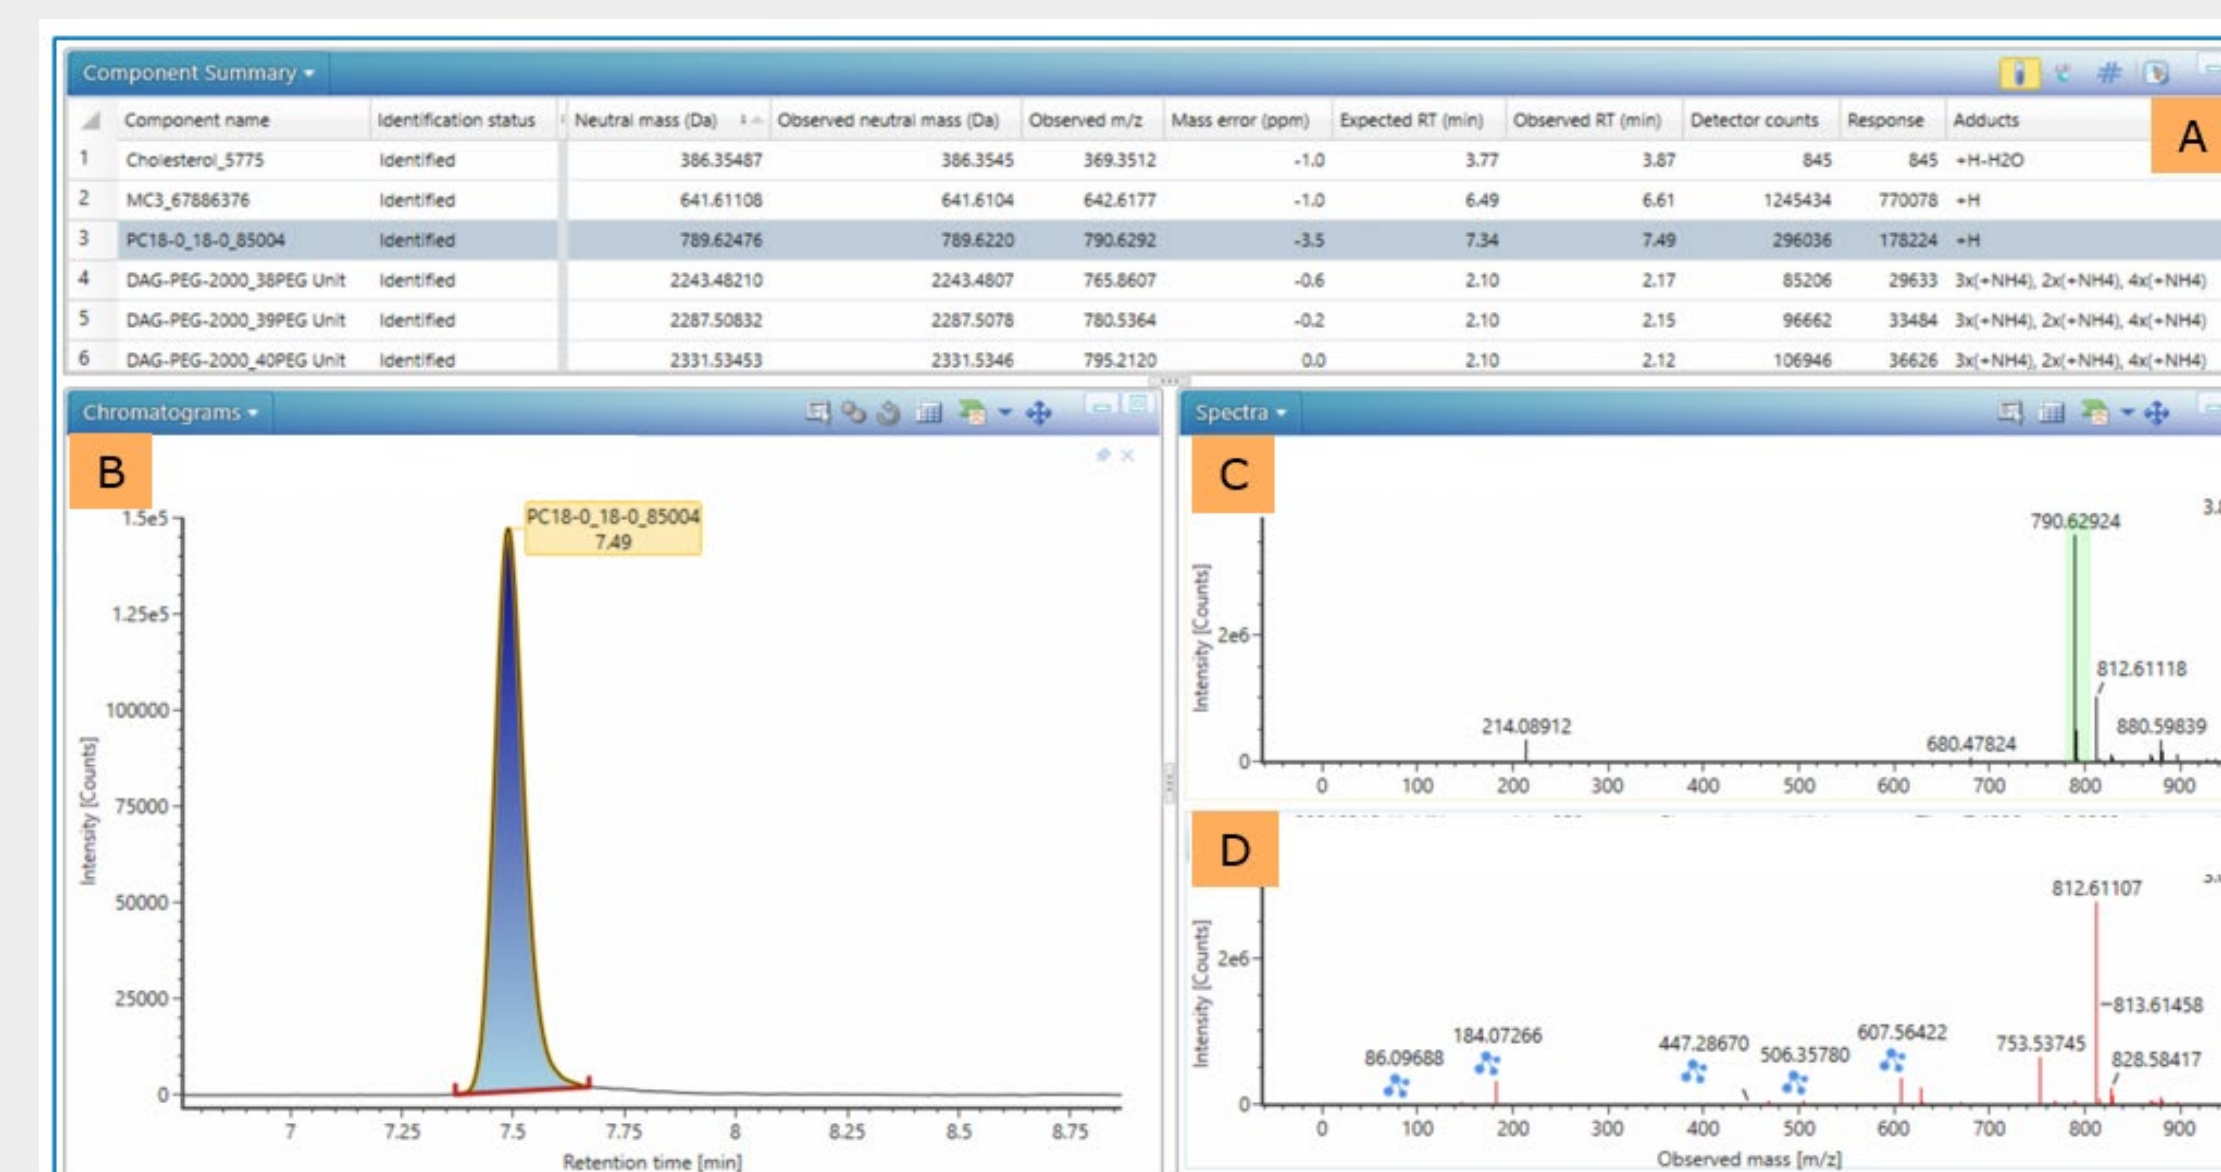 Component Summary
Component name Identification status Neutral mass (Da) Observed neutral mass (Da) Observed m/z Mass error (ppm) Expected RT (min) Observed RT (min) Detector counts Response Adducts
A
1 Cholesterol_5775 Identified 386.35487 386.3545 369.3512 -1.0 3.77 3.87 845 845 +H-H2O
2 MC3_67886376 Identified 641.61108 641.6104 642.6177 -1.0 6.49 6.61 1245434 770078 +H
3 PC18-0_18-0_85004 Identified 789.62476 789.6220 790.6292 -3.5 7.34 7.49 296036 178224 +H
4 DAG-PEG-2000_38PEG Unit Identified 2243.48210 2243.4807 765.8607 -0.6 2.10 2.17 85206 29633 3x(+NH4), 2x(+NH4), 4x(+NH4)
5 DAG-PEG-2000_39PEG Unit Identified 2287.50832 2287.5078 780.5364 -0.2 2.10 2.15 96662 33484 3x(+NH4), 2x(+NH4), 4x(+NH4)
6 DAG-PEG-2000_40PEG Unit Identified 2331.53453 2331.5346 795.2120 0.0 2.10 2.12 106946 36626 3x(+NH4), 2x(+NH4), 4x(+NH4)
Chromatograms
B
PC18-0_18-0_85004
7.49
1.5e5
1.25e5
100000
75000
50000
25000
0
Intensity [Counts]
7 7.25 7.5 7.75 8 8.25 8.5 8.75
Retention time [min]
Spectra
C
790.62924
812.61118
214.08912
880.59839
680.47824
2e6
0
Intensity [Counts]
0 100 200 300 400 500 600 700 800 900
D
812.61107
813.61458
184.07266
607.56422
753.53745
447.28670
506.35780
86.09688
828.58417
2e6
0
Intensity [Counts]
0 100 200 300 400 500 600 700 800 900
Observed mass [m/z]